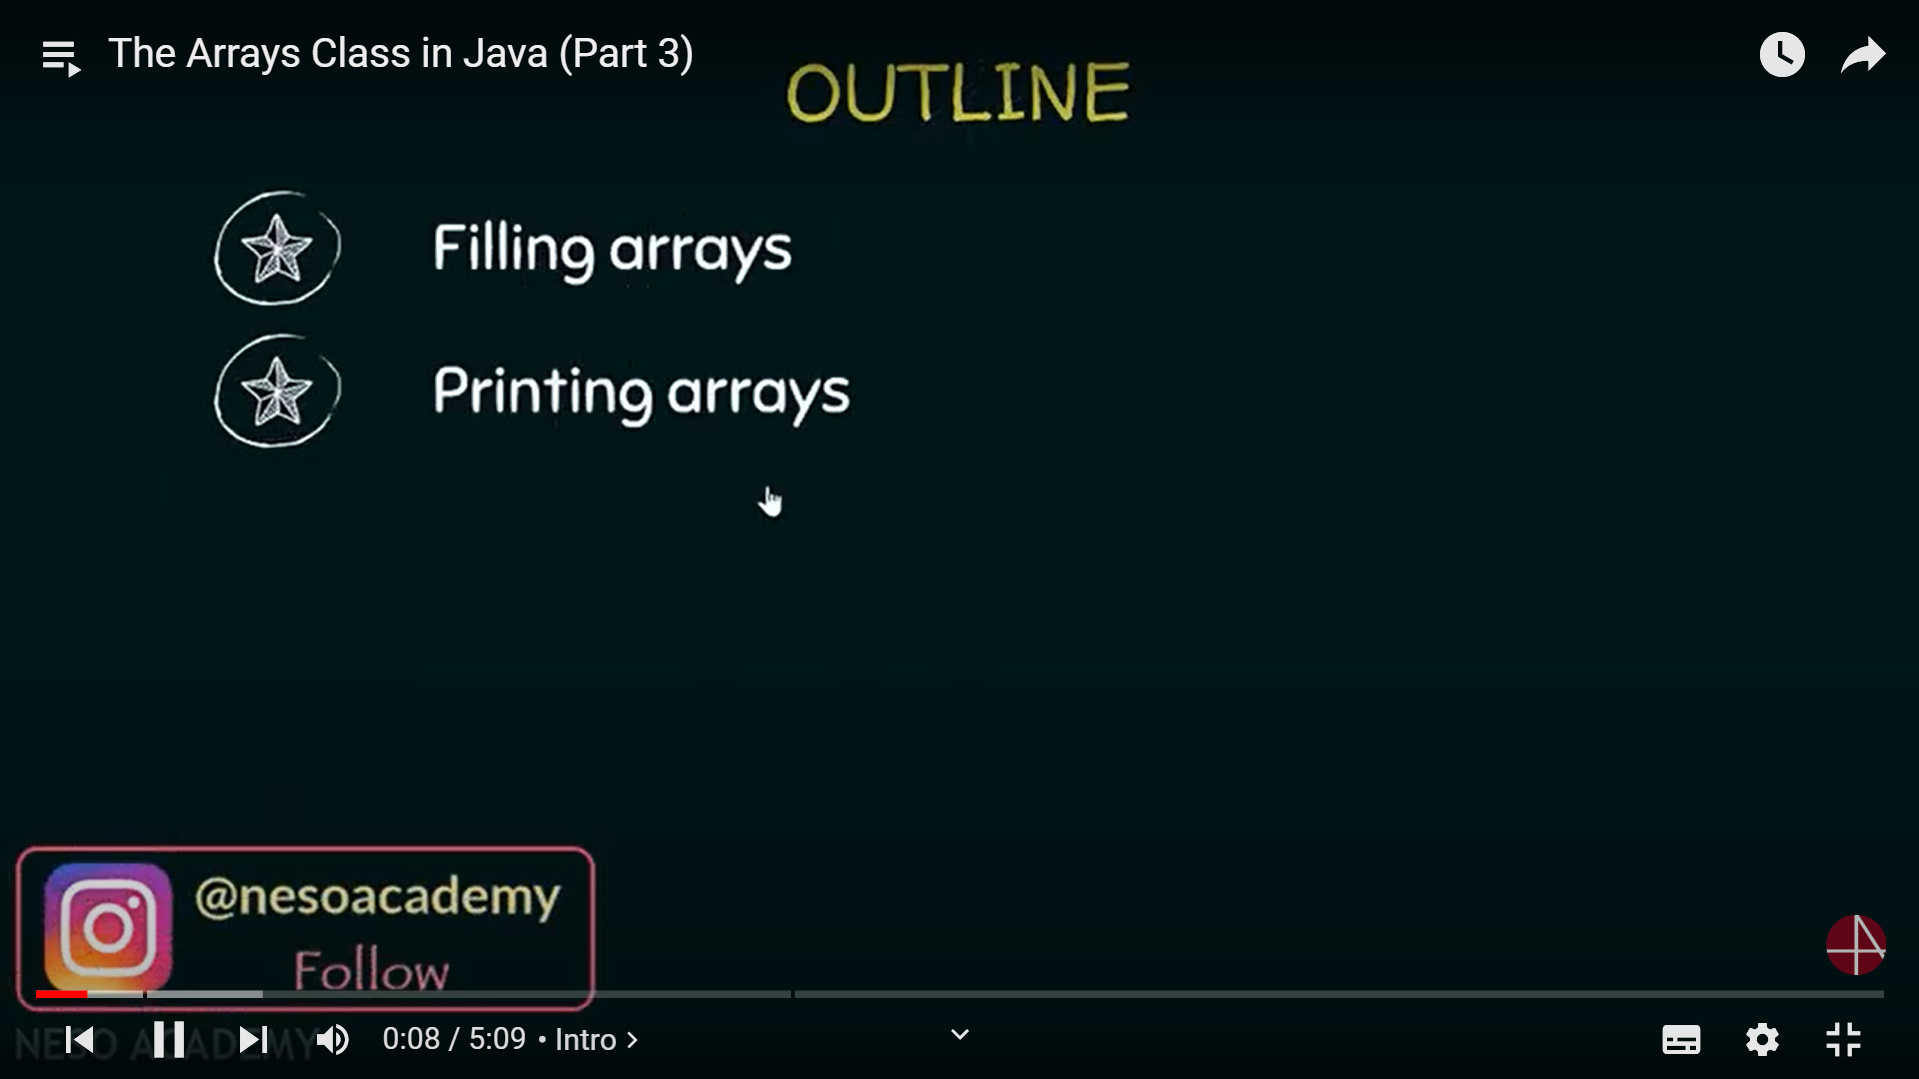 The Arrays Class in Java (Part 3)
OUTLINE
Filling arrays
Printing arrays
@nesoacademy
Follow
NESO ACADEMY
0:08 / 5:09 • Intro